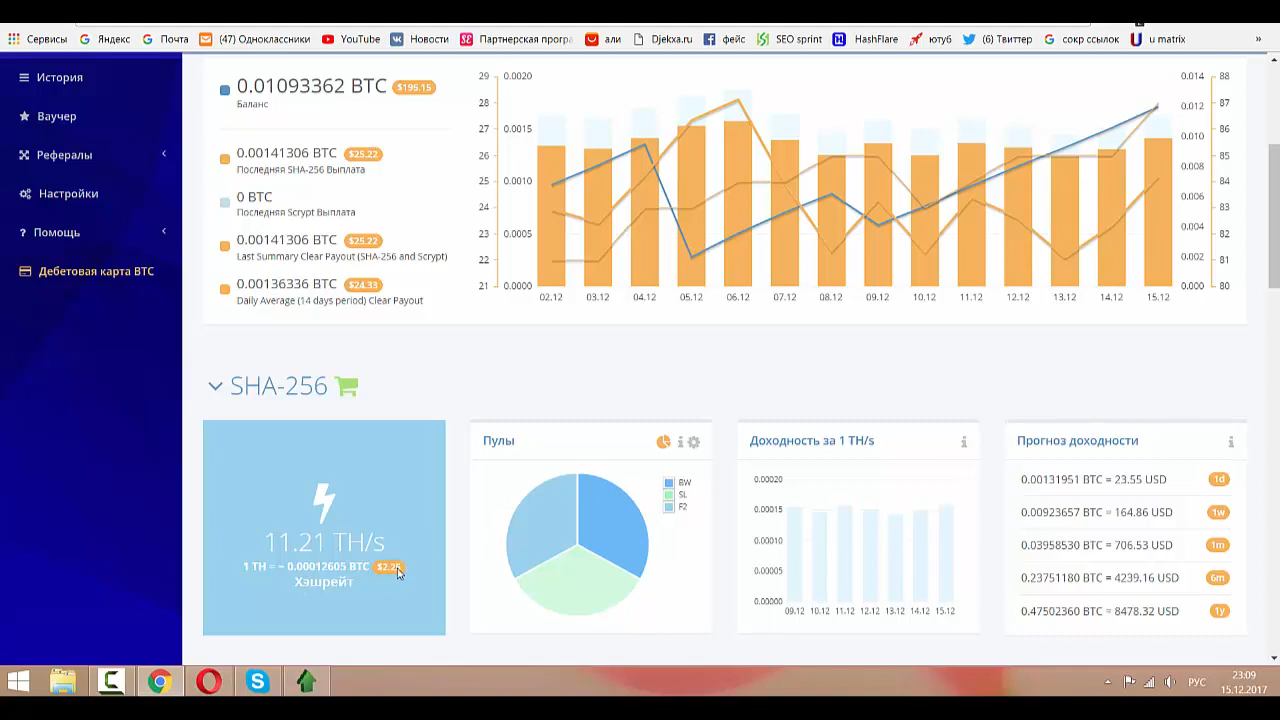 Сервисы Яндекс Почта (47) Одноклассники YouTube Новости Партнерская програ али Djekxa.ru фейс SEO sprint HashFlare ютуб (6) Твиттер сокр ссылок u matrix »
История
Ваучер
Рефералы
Настройки
Помощь
Дебетовая карта BTC
0.01093362 BTC $195.15
Баланс
0.00141306 BTC $25.22
Последняя SHA-256 Выплата
0 BTC
Последняя Scrypt Выплата
0.00141306 BTC $25.22
Last Summary Clear Payout (SHA-256 and Scrypt)
0.00136336 BTC $24.33
Daily Average (14 days period) Clear Payout
29 0.0020 0.014 88
28 0.012 87
27 0.0015 0.010 86
26 0.008 85
25 0.0010 84
24 0.006 83
23 0.0005 0.004 82
22 0.002 81
21 0.0000 0.000 80
02.12 03.12 04.12 05.12 06.12 07.12 08.12 09.12 10.12 11.12 12.12 13.12 14.12 15.12
SHA-256
11.21 TH/s
1 TH = ~ 0.00012605 BTC
Хэшрейт
Пулы
BW
SL
F2
Доходность за 1 TH/s
0.00020
0.00015
0.00010
0.00005
0.00000
09.12 10.12 11.12 12.12 13.12 14.12 15.12
Прогноз доходности
0.00131951 BTC = 23.55 USD 1d
0.00923657 BTC = 164.86 USD 1w
0.03958530 BTC = 706.53 USD 1m
0.23751180 BTC = 4239.16 USD 6m
0.47502360 BTC = 8478.32 USD 1y
РУС
23:09
15.12.2017